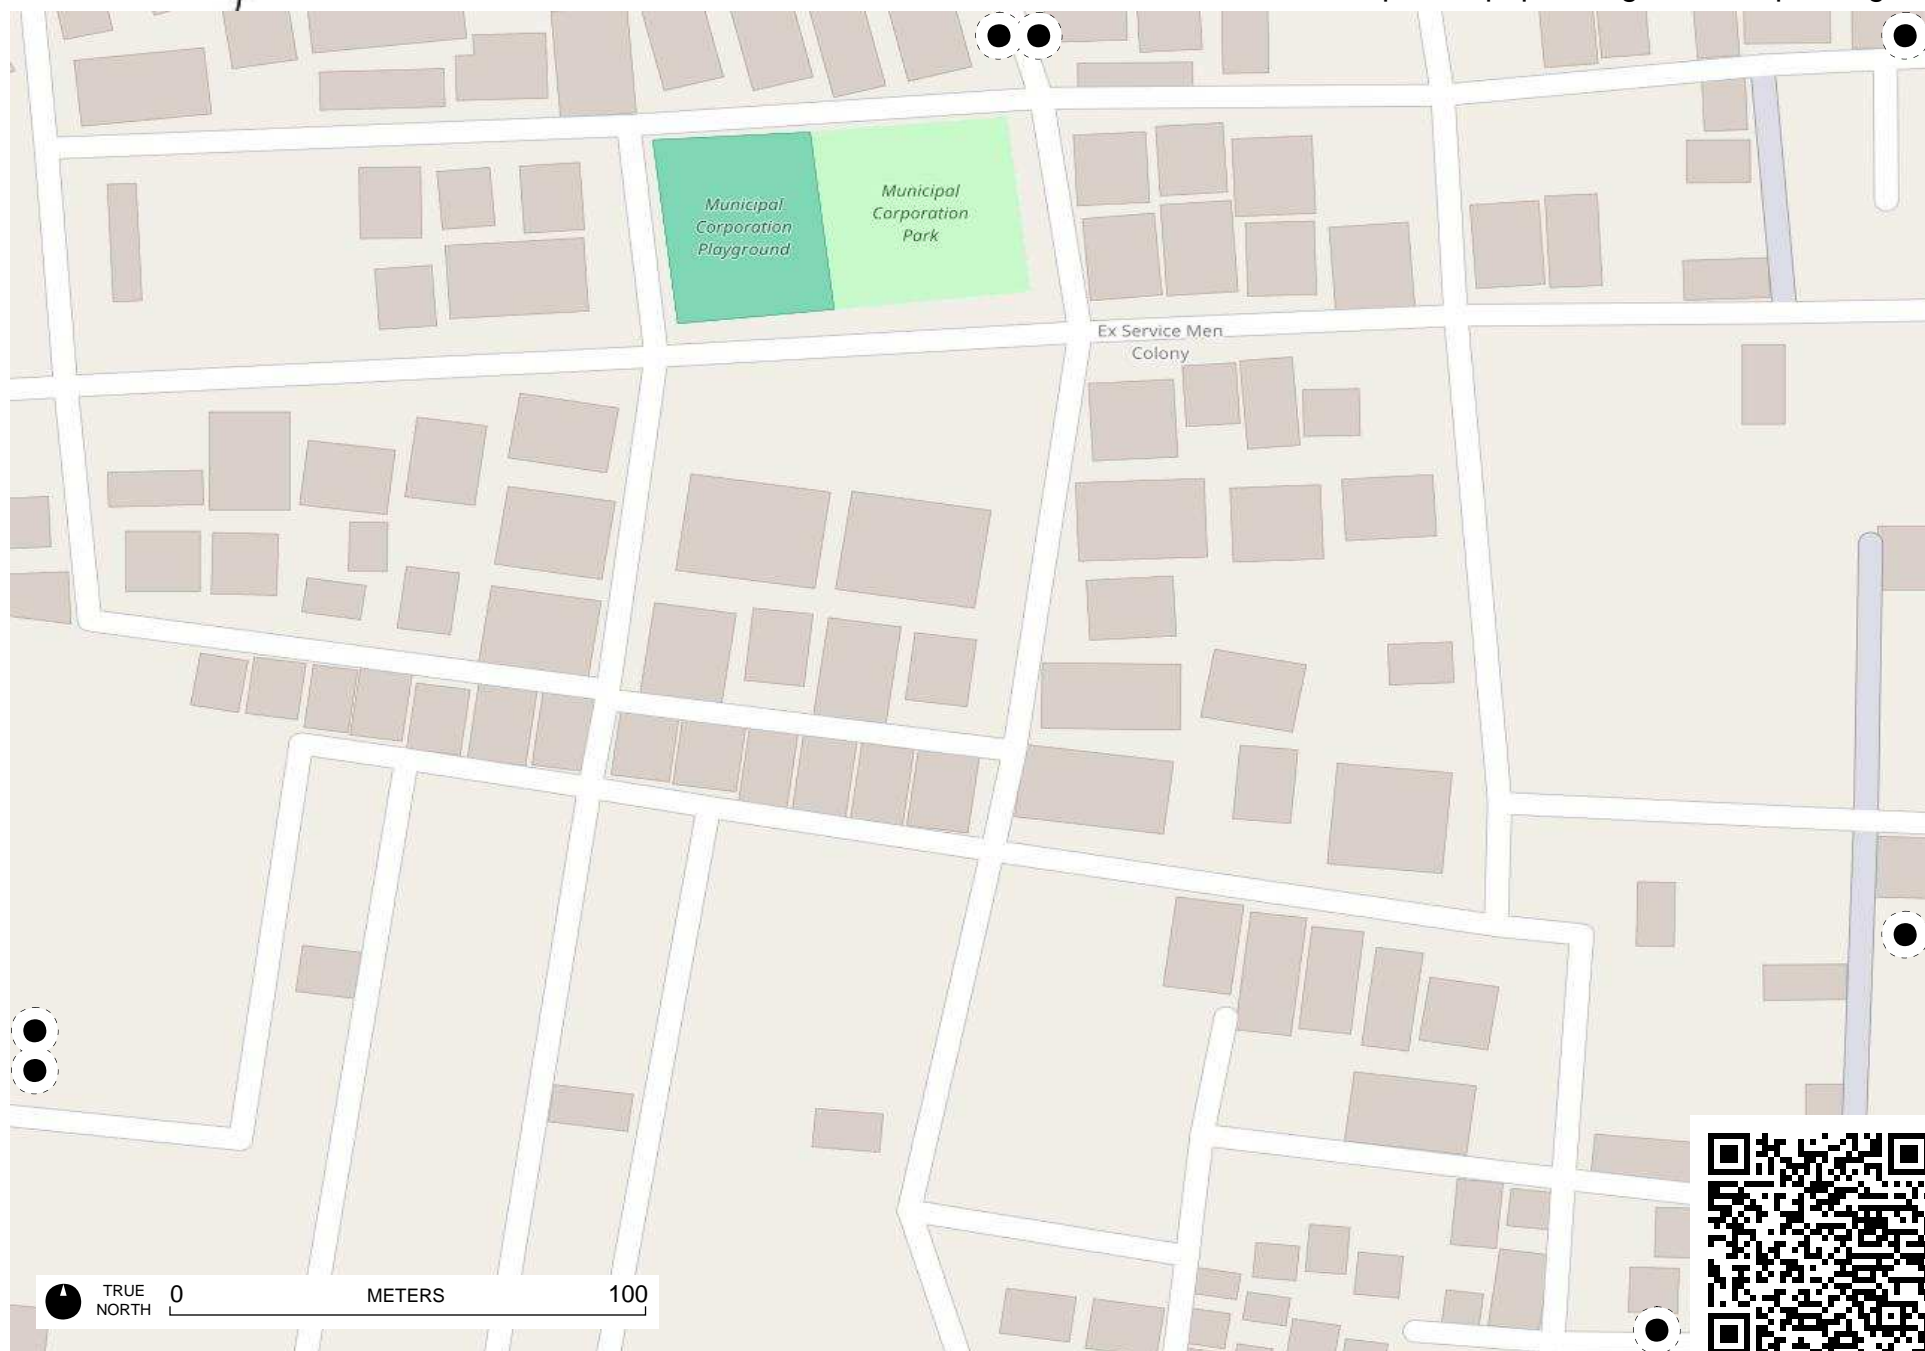 Municipal
Corporation
Playground
Municipal
Corporation
Park
Ex Service Men
Colony
TRUE
NORTH
0
METERS
100